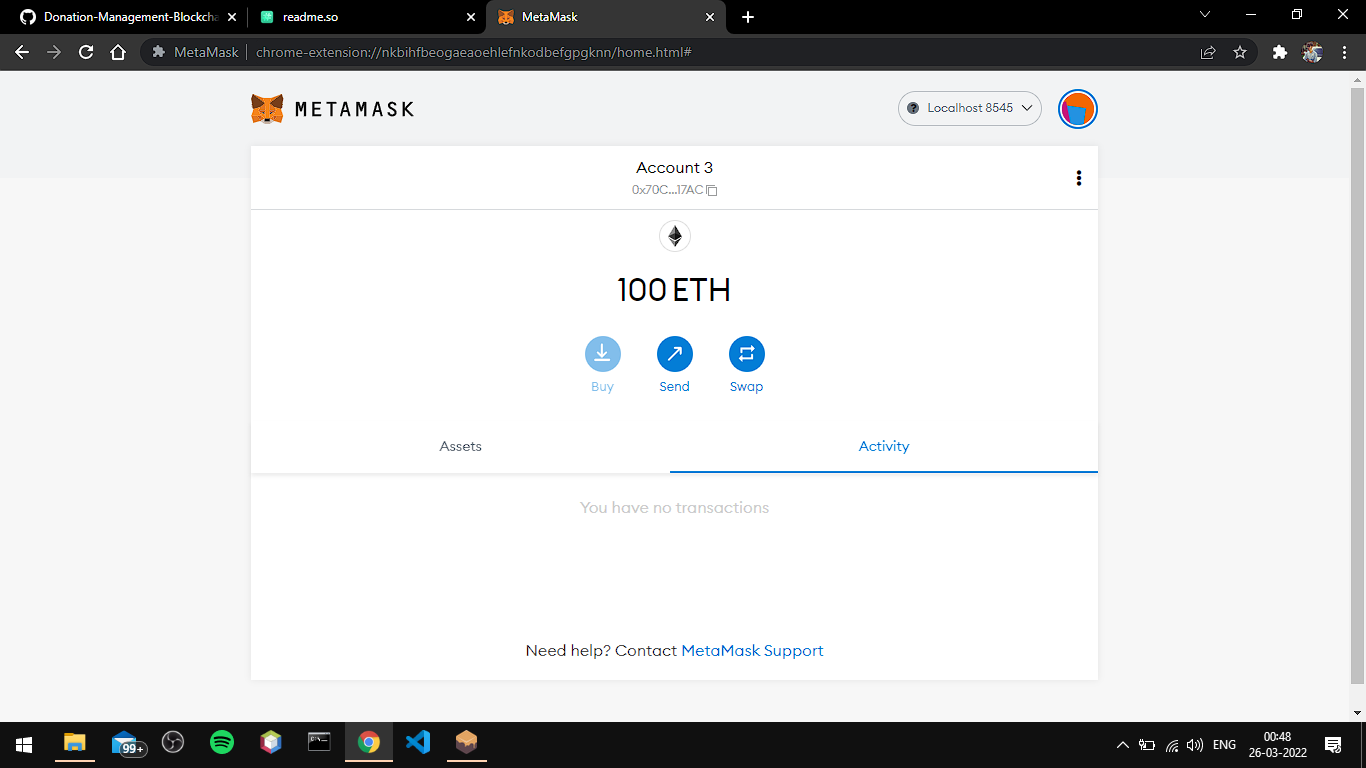 Donation-Management-Blockcha
readme.so
MetaMask
MetaMask
chrome-extension://nkbihfbeogaeaoehlefnkodbefgpgknn/home.html#
METAMASK
Localhost 8545
Account 3
0x70C...17AC
100 ETH
Buy
Send
Swap
Assets
Activity
You have no transactions
Need help? Contact MetaMask Support
99+
ENG
00:48
26-03-2022